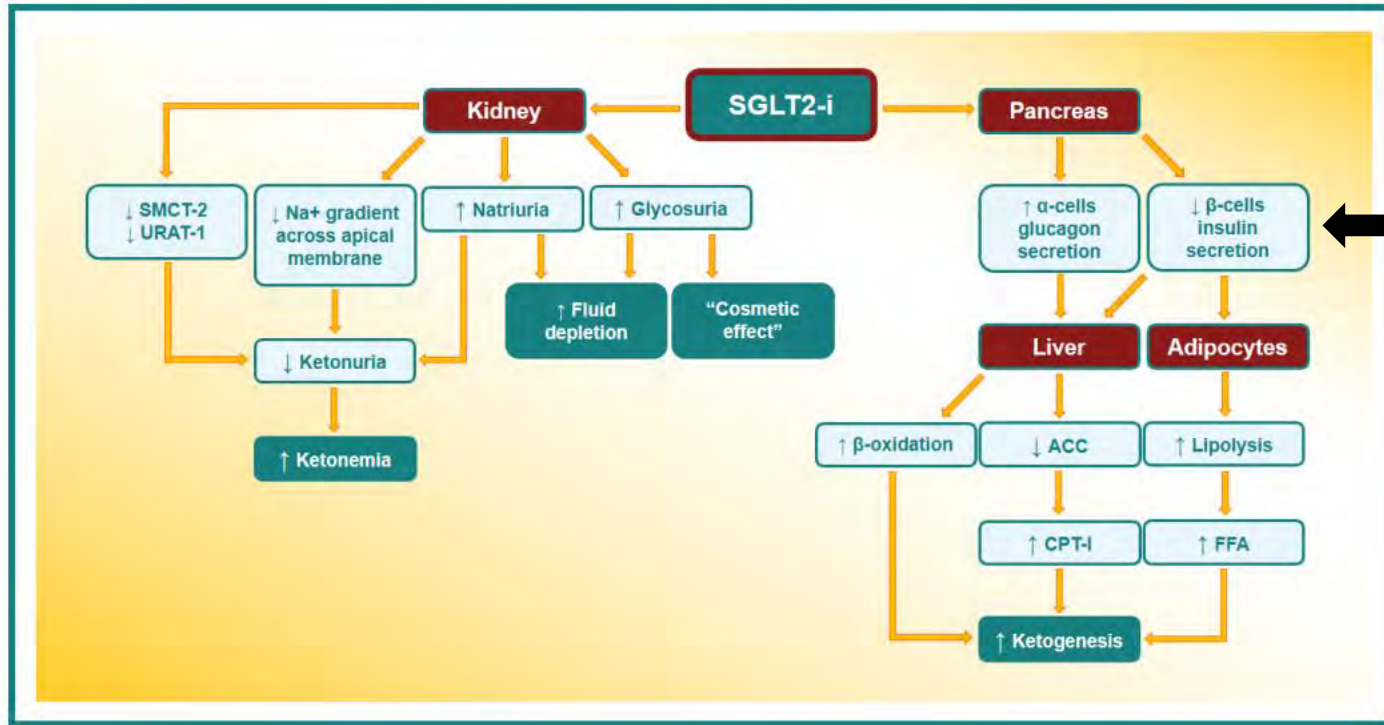 SGLT2-i
Kidney
Pancreas
↓ SMCT-2
↓ URAT-1
↓ Na+ gradient
across apical
membrane
↑ Natriuria
↑ Glycosuria
↑ α-cells
glucagon
secretion
↓ β-cells
insulin
secretion
↑ Fluid
depletion
“Cosmetic
effect”
↓ Ketonuria
Liver
Adipocytes
↑ Ketonemia
↑ β-oxidation
↓ ACC
↑ Lipolysis
↑ CPT-I
↑ FFA
↑ Ketogenesis